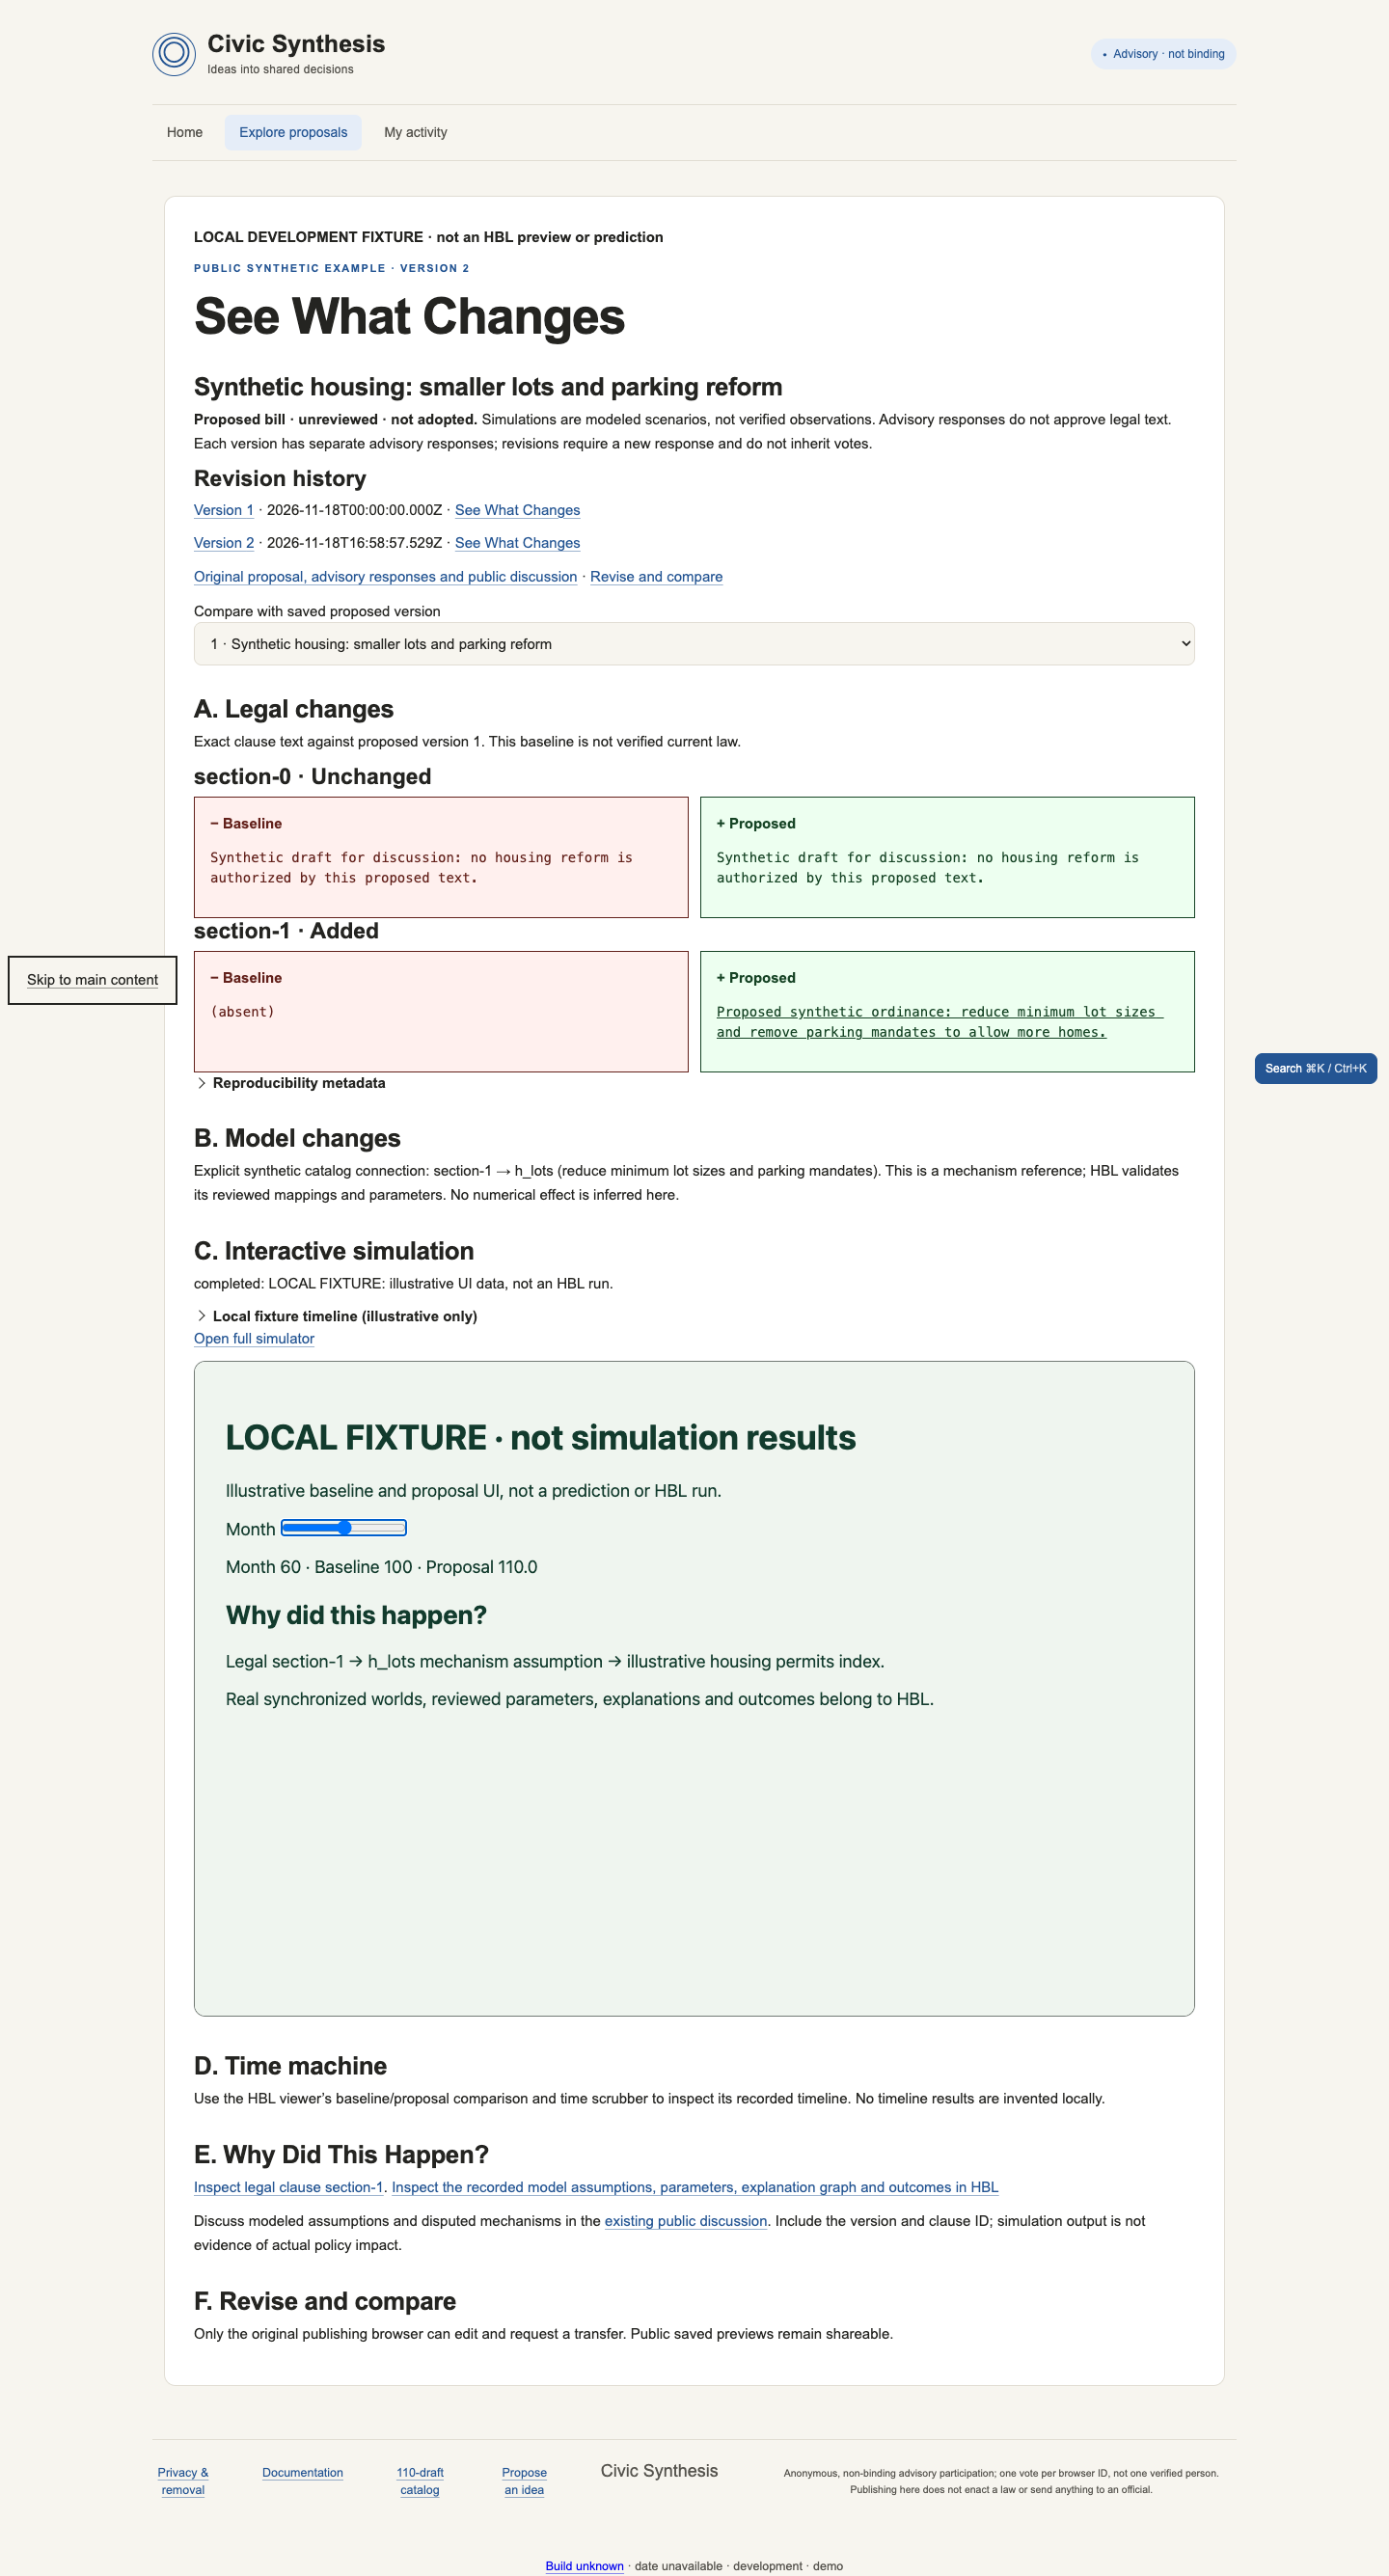 Civic Synthesis
Ideas into shared decisions
• Advisory · not binding
Home
Explore proposals
My activity
LOCAL DEVELOPMENT FIXTURE · not an HBL preview or prediction
PUBLIC SYNTHETIC EXAMPLE · VERSION 2
See What Changes
Synthetic housing: smaller lots and parking reform
Proposed bill · unreviewed · not adopted. Simulations are modeled scenarios, not verified observations. Advisory responses do not approve legal text.
Each version has separate advisory responses; revisions require a new response and do not inherit votes.
Revision history
Version 1 · 2026-11-18T00:00:00.000Z · See What Changes
Version 2 · 2026-11-18T16:58:57.529Z · See What Changes
Original proposal, advisory responses and public discussion · Revise and compare
Compare with saved proposed version
1 · Synthetic housing: smaller lots and parking reform
A. Legal changes
Exact clause text against proposed version 1. This baseline is not verified current law.
section-0 · Unchanged
− Baseline
Synthetic draft for discussion: no housing reform is
authorized by this proposed text.
+ Proposed
Synthetic draft for discussion: no housing reform is
authorized by this proposed text.
section-1 · Added
− Baseline
(absent)
+ Proposed
Proposed synthetic ordinance: reduce minimum lot sizes
and remove parking mandates to allow more homes.
Skip to main content
Search ⌘K / Ctrl+K
Reproducibility metadata
B. Model changes
Explicit synthetic catalog connection: section-1 → h_lots (reduce minimum lot sizes and parking mandates). This is a mechanism reference; HBL validates
its reviewed mappings and parameters. No numerical effect is inferred here.
C. Interactive simulation
completed: LOCAL FIXTURE: illustrative UI data, not an HBL run.
Local fixture timeline (illustrative only)
Open full simulator
LOCAL FIXTURE · not simulation results
Illustrative baseline and proposal UI, not a prediction or HBL run.
Month
Month 60 · Baseline 100 · Proposal 110.0
Why did this happen?
Legal section-1 → h_lots mechanism assumption → illustrative housing permits index.
Real synchronized worlds, reviewed parameters, explanations and outcomes belong to HBL.
D. Time machine
Use the HBL viewer’s baseline/proposal comparison and time scrubber to inspect its recorded timeline. No timeline results are invented locally.
E. Why Did This Happen?
Inspect legal clause section-1. Inspect the recorded model assumptions, parameters, explanation graph and outcomes in HBL
Discuss modeled assumptions and disputed mechanisms in the existing public discussion. Include the version and clause ID; simulation output is not
evidence of actual policy impact.
F. Revise and compare
Only the original publishing browser can edit and request a transfer. Public saved previews remain shareable.
Privacy &
removal
Documentation
110-draft
catalog
Propose
an idea
Civic Synthesis
Anonymous, non-binding advisory participation; one vote per browser ID, not one verified person.
Publishing here does not enact a law or send anything to an official.
Build unknown · date unavailable · development · demo